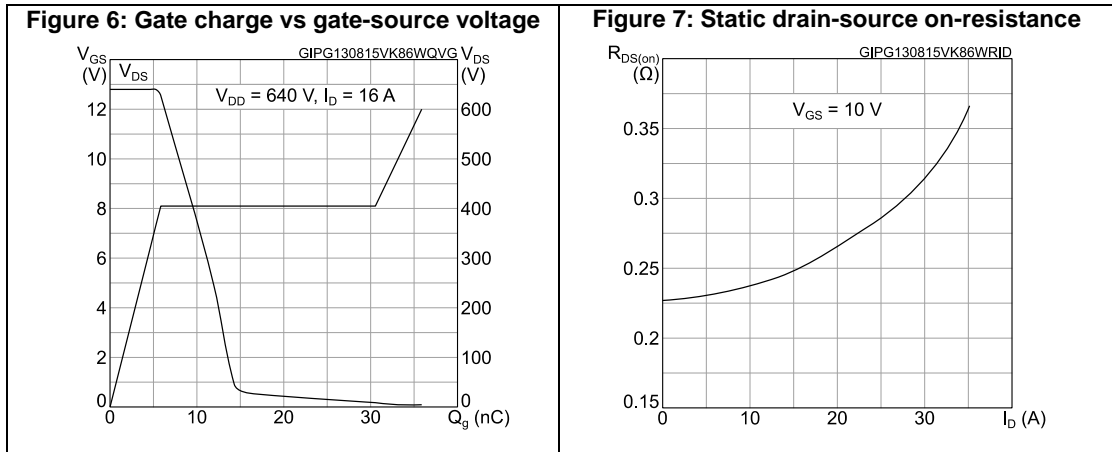 Figure 6: Gate charge vs gate-source voltage
VGS
(V)
VDS
GIPG130815VK86WQVG
VDS
(V)
VDD = 640 V, ID = 16 A
12
10
8
6
4
2
0
600
500
400
300
200
100
0
0 10 20 30 Qg (nC)
Figure 7: Static drain-source on-resistance
RDS(on)
(Ω)
GIPG130815VK86WRID
VGS = 10 V
0.35
0.3
0.25
0.2
0.15
0 10 20 30 ID (A)